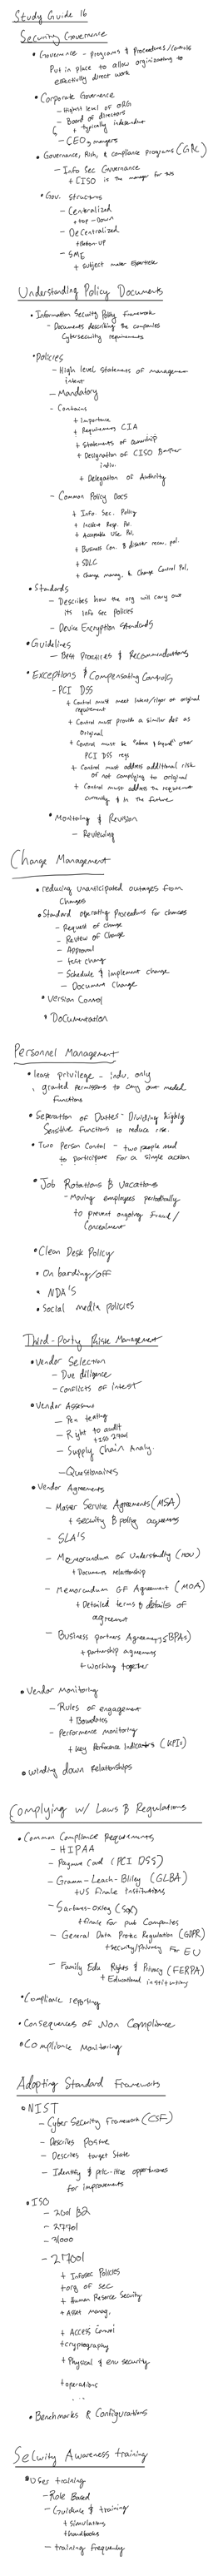 Study Guide 16
Security Governance
• Governance - Programs & Procedures/controls
Put in place to allow orginizations to
effectively direct work
• Corporate Governance
- Highest level of ORG
- Board of directors
+ typically independent
- CEO, managers
• Governance, Risk, & compliance programs (GRC)
- Info Sec Governance
+ CISO is the manager for
• Gov. Structures
- Centralized
+ top-Down
- Decentralized
+ Bottom-UP
- SME
+ subject matter expertese
Understanding Policy Documents
• Information Security Policy framework
- Documents describing the companies
Cybersecurity requirements
• Policies
- High level statements of management
intent
- Mandatory
- Contains
+ Importance
+ Requirements CIA
+ Statements of ownership
+ Designation of CISO
indiv.
+ Delegation of Authority
- Common Policy Docs
+ Info. Sec. Policy
+ Incident Resp. Pol.
+ Acceptable Use Pol.
+ Business Con. & disaster recov. pol.
+ SDLC
+ Change manag. & Change Control Pol.
• Standards
- Describes how the org will carry out
its info sec policies
- Device Encryption Standards
• Guidelines
- Best Practices & Recommendations
• Exceptions & Compensating Controls
- PCI DSS
+ Control must meet intent/rigor of original
requirement
+ Control must provide a similar def as
original
+ Control must be "above & beyond" other
PCI DSS reqs
+ Control must address additional risk
of not complying to original
+ Control must address the requirement
currently & in the future
• Monitoring & Revision
- Reviewing
Change Management
• reducing unanticipated outages from
Changes
• Standard operating Procedures for changes
- Request of Change
- Review of Change
- Approval
- test change
- Schedule & Implement change
- Document Change
• Version Control
• Documentation
Personnel Management
• least privilege - indv. only
granted permissions to carry out needed
functions
• Separation of Duties - Dividing highly
Sensitive functions to reduce risk.
• Two Person Control - two people need
to participate for a single action
• Job Rotations & Vacations
- Moving employees periodically
to prevent ongoing fraud/
Concealment
• Clean Desk Policy
• On boarding/off
• NDA'S
• Social media policies
Third-Party Risk Management
• Vendor Selection
- Due diligence
- Conflicts of intrest
• Vendor Assessment
- Pen testing
- Right to audit
+ ISO 27001
- Supply Chain Analy.
- Questionaires
• Vendor Agreements
- Master Service Agreements (MSA)
+ security & policy agreements
- SLA'S
- Memorandum of Understanding (MOU)
+ Documents relationship
- Memorandum OF Agreement (MOA)
+ Detailed terms & details of
agreement
- Business partners Agreements (BPAs)
+ Partnership agreements
+ Working together
• Vendor Monitoring
- Rules of engagement
+ Boundaries
- Performance monitoring
+ Key Performance Indicators (KPIs)
• winding down relationships
Complying w/ Laws & Regulations
• Common Compliance Requirements
- HIPAA
- Payment Card (PCI DSS)
- Gramm-Leach-Bliley (GLBA)
+ US Finance Institutions
- Sarbans-Oxley (SOX)
+ Finance for pub Companies
- General Data Protec Regulation (GDPR)
+ Security/privacy for EU
- Family Edu Rights & Privacy (FERPA)
+ Educational institutions
• Compliance reporting
• Consequences of Non Compliance
• Compliance Monitoring
Adopting Standard Frameworks
• NIST
- Cyber Security Framework (CSF)
- Describes Posture
- Describes target State
- Identify & opportunities
for improvements
• ISO
- 27701
- 31000
- 27001
+ Infosec Policies
+ org of sec
+ Human Resource Security
+ Asset manag.
+ Access Control
+ cryptography
+ Physical & env security
+ operations
...
• Benchmarks & Configurations
Security Awareness training
• User training
- Role Based
- Guidance & training
+ simulations
+ handbooks
- training frequency